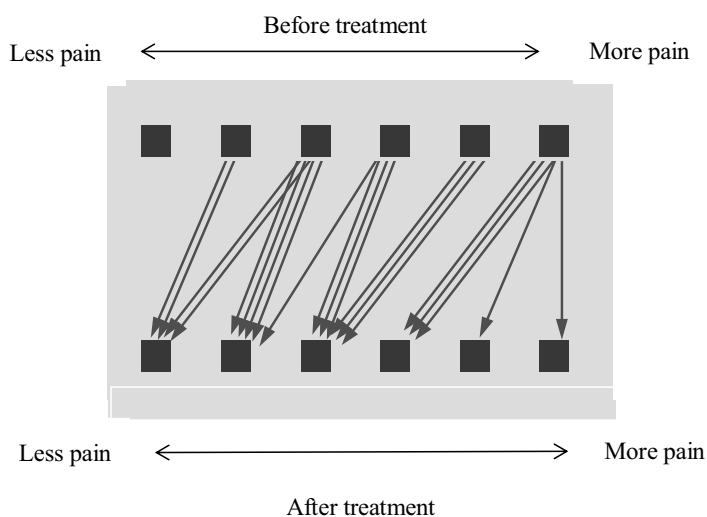 Before treatment
Less pain
More pain
Less pain
More pain
After treatment